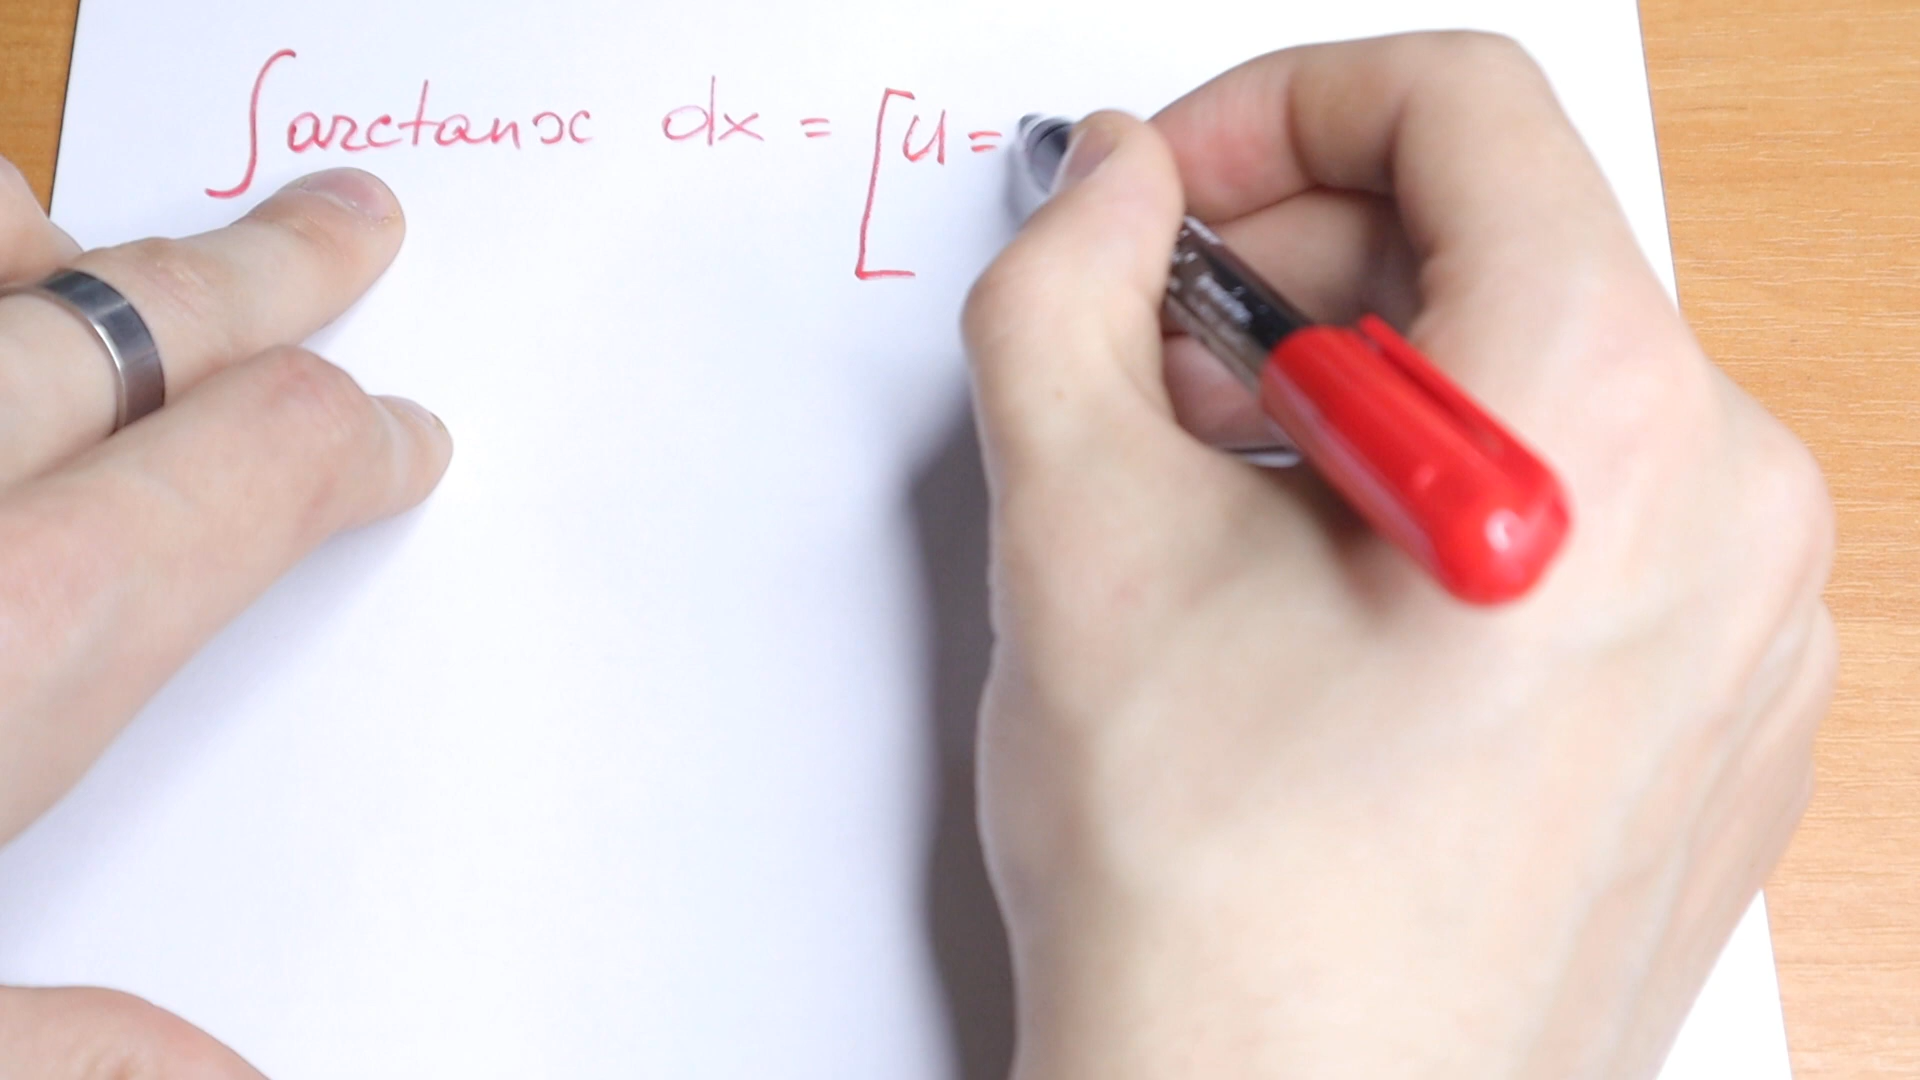 ∫ arctanx dx = [ u =